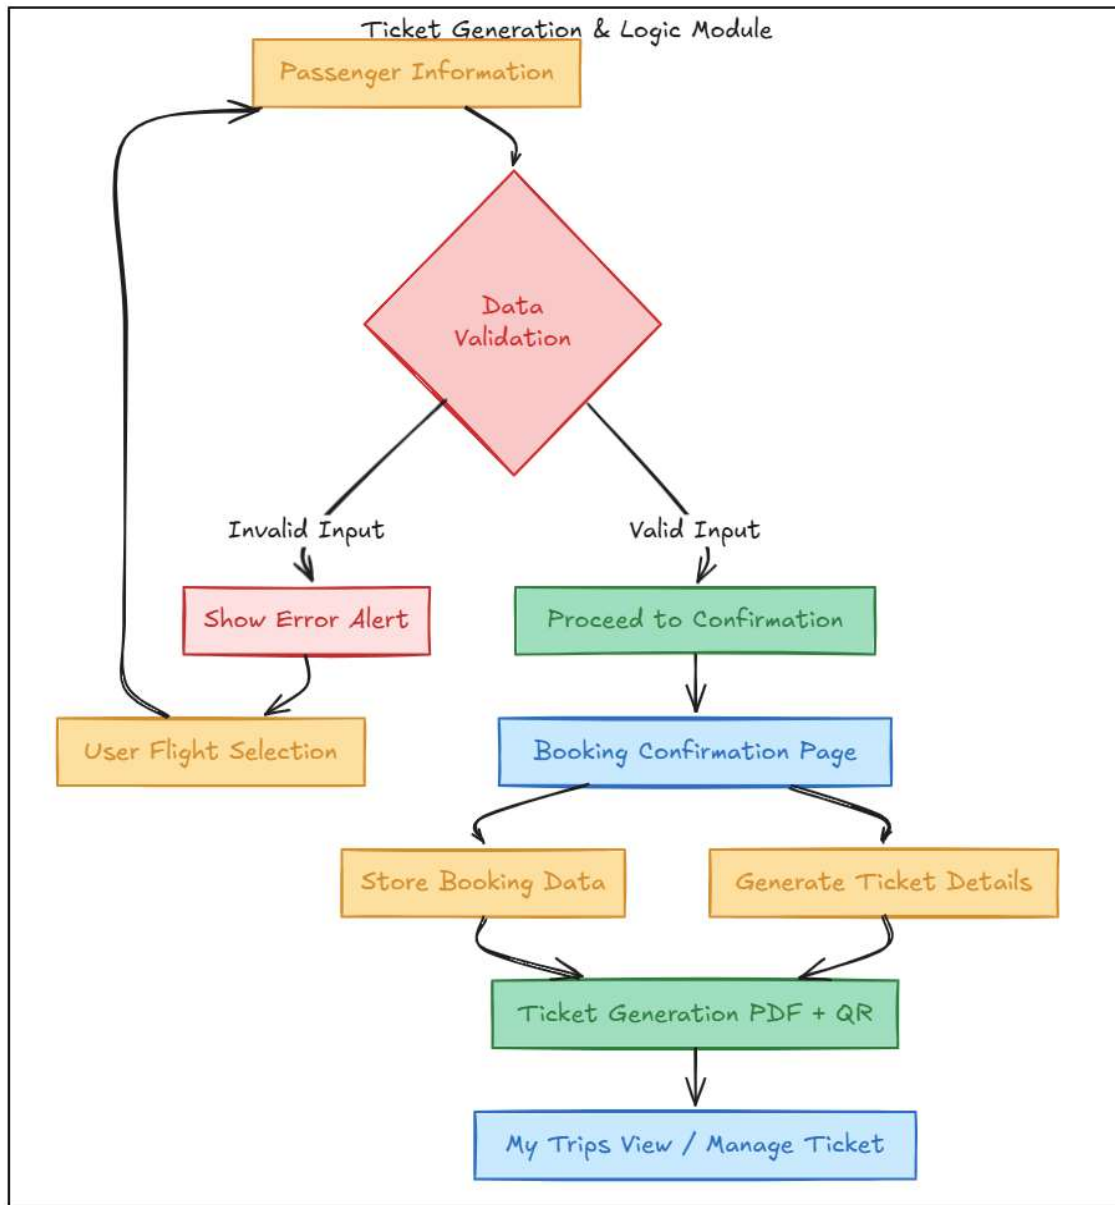 Ticket Generation & Logic Module
Passenger Information
Data
Validation
Invalid Input
Valid Input
Show Error Alert
Proceed to Confirmation
User Flight Selection
Booking Confirmation Page
Store Booking Data
Generate Ticket Details
Ticket Generation PDF + QR
My Trips View / Manage Ticket